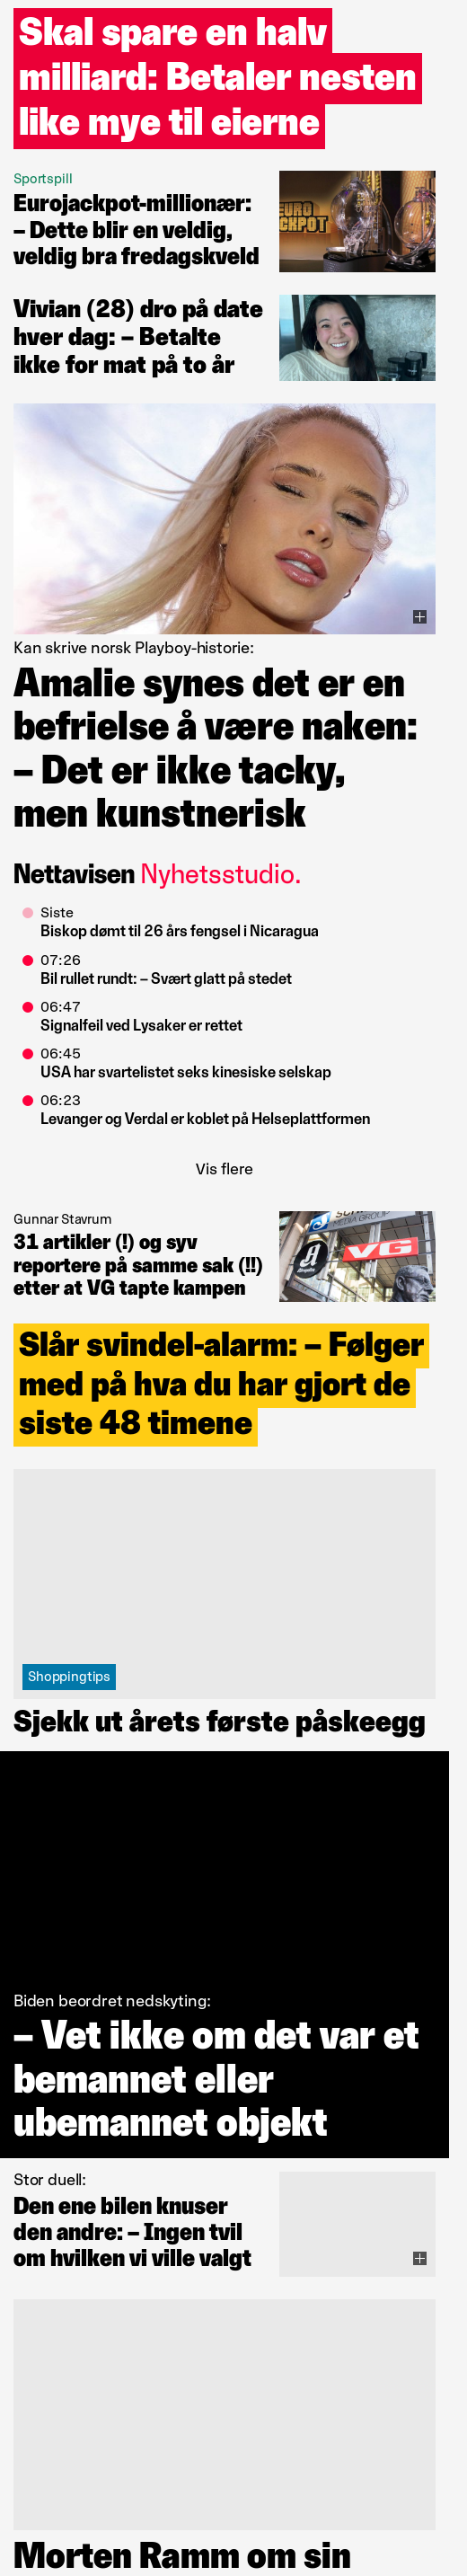 Skal spare en halv
milliard: Betaler nesten
like mye til eierne
Sportspill
Eurojackpot-millionær:
– Dette blir en veldig,
veldig bra fredagskveld
EURO
JACKPOT
Vivian (28) dro på date
hver dag: – Betalte
ikke for mat på to år
Kan skrive norsk Playboy-historie:
Amalie synes det er en
befrielse å være naken:
– Det er ikke tacky,
men kunstnerisk
Nettavisen Nyhetsstudio.
Siste
Biskop dømt til 26 års fengsel i Nicaragua
07:26
Bil rullet rundt: – Svært glatt på stedet
06:47
Signalfeil ved Lysaker er rettet
06:45
USA har svartelistet seks kinesiske selskap
06:23
Levanger og Verdal er koblet på Helseplattformen
Vis flere
Gunnar Stavrum
31 artikler (!) og syv
reportere på samme sak (!!)
etter at VG tapte kampen
MEDIA GROUP
A
VG
Slår svindel-alarm: – Følger
med på hva du har gjort de
siste 48 timene
Shoppingtips
Sjekk ut årets første påskeegg
Biden beordret nedskyting:
– Vet ikke om det var et
bemannet eller
ubemannet objekt
Stor duell:
Den ene bilen knuser
den andre: – Ingen tvil
om hvilken vi ville valgt
Morten Ramm om sin